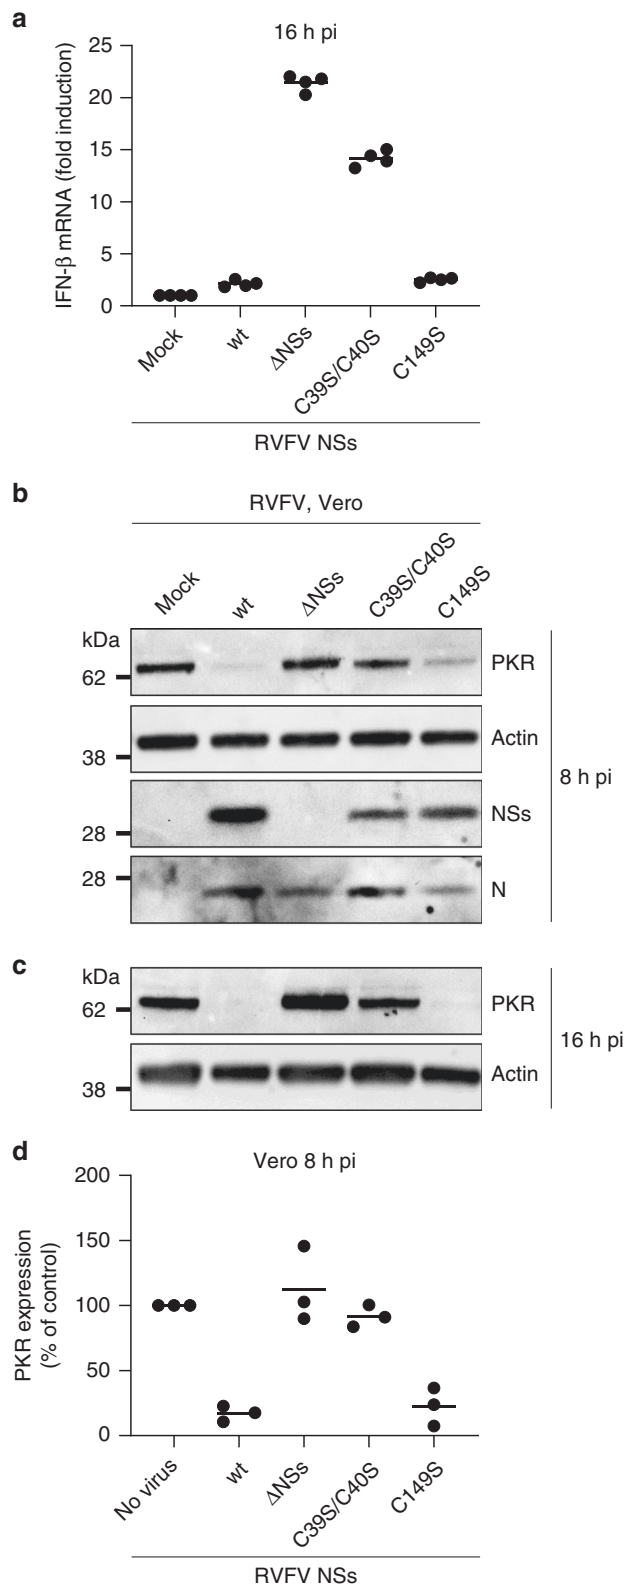 a
16 h pi
IFN-β mRNA (fold induction)
25
20
15
10
5
0
Mock
wt
ΔNSs
C39S/C40S
C149S
RVFV NSs
b
RVFV, Vero
Mock
wt
ΔNSs
C39S/C40S
C149S
kDa
62
PKR
38
Actin
28
NSs
28
N
8 h pi
c
kDa
62
PKR
38
Actin
16 h pi
d
Vero 8 h pi
PKR expression
(% of control)
200
150
100
50
0
No virus
wt
ΔNSs
C39S/C40S
C149S
RVFV NSs